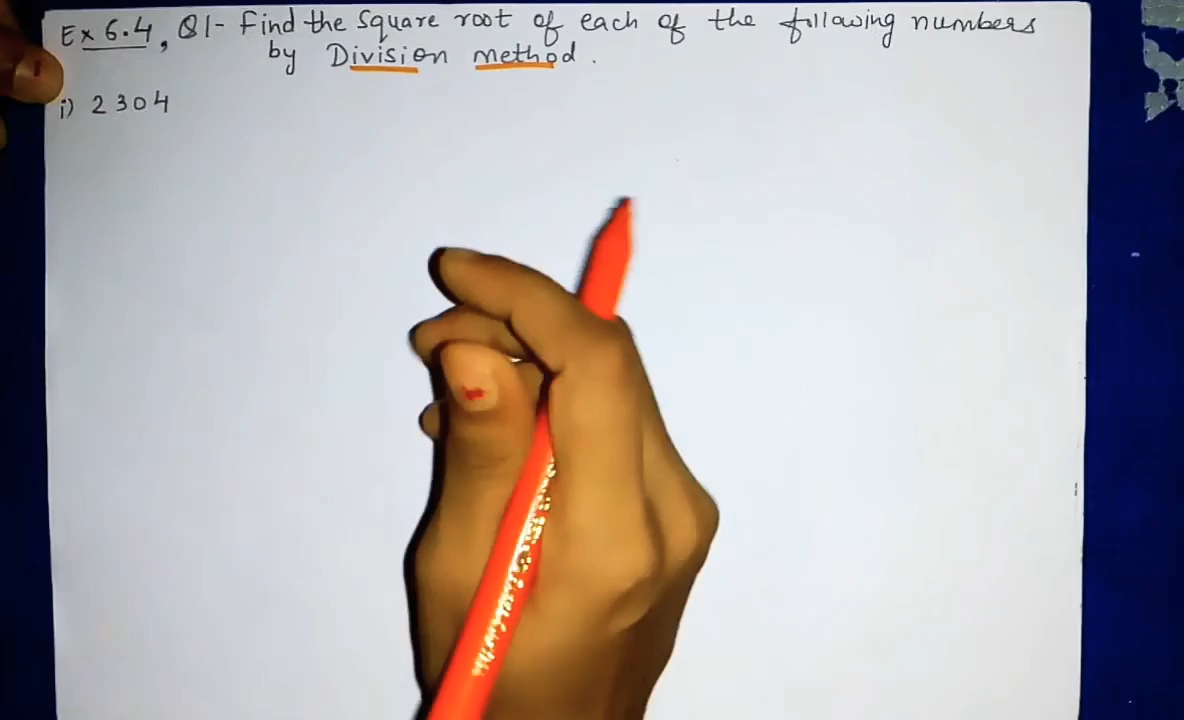 Ex 6.4, Q1- Find the Square root of each of the following numbers
by Division method.
i) 2304